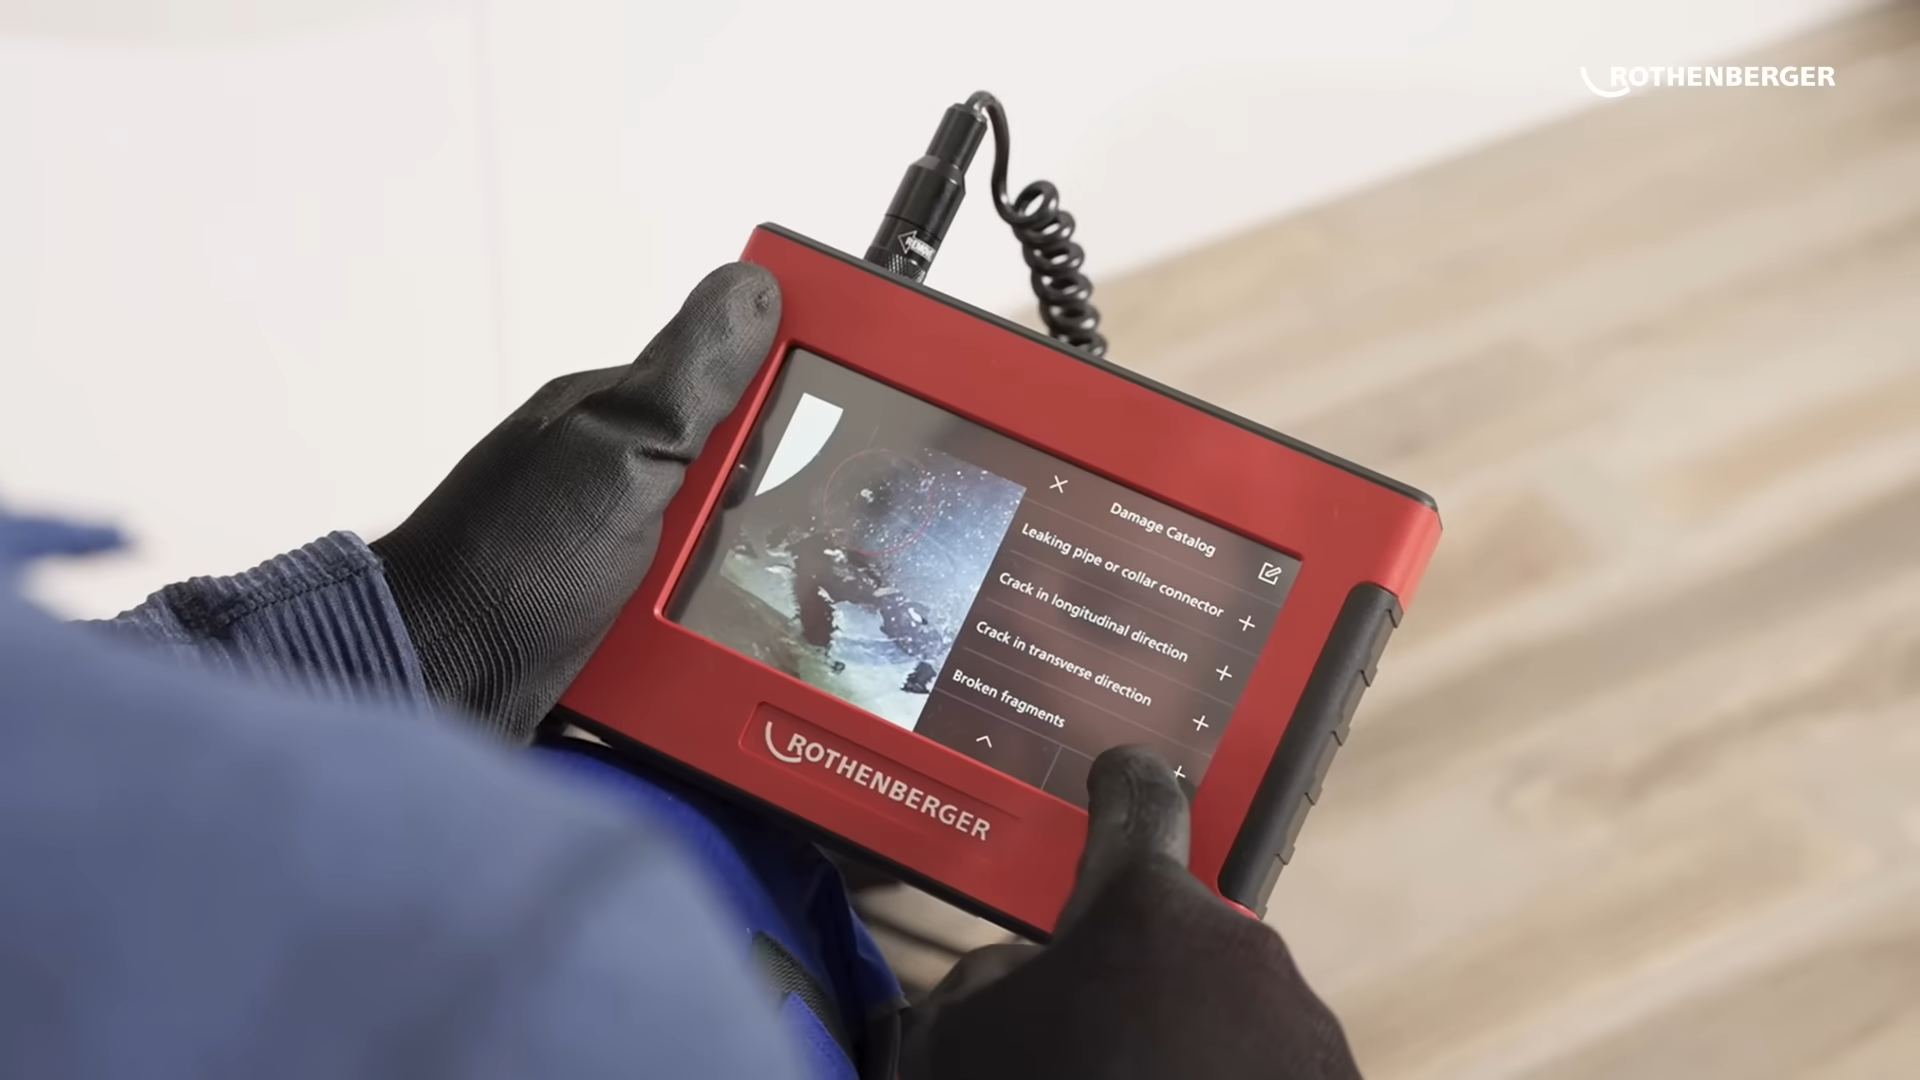 ROTHENBERGER
REMOVE
Damage Catalog
Leaking pipe or collar connector
Crack in longitudinal direction
Crack in transverse direction
Broken fragments
ROTHENBERGER